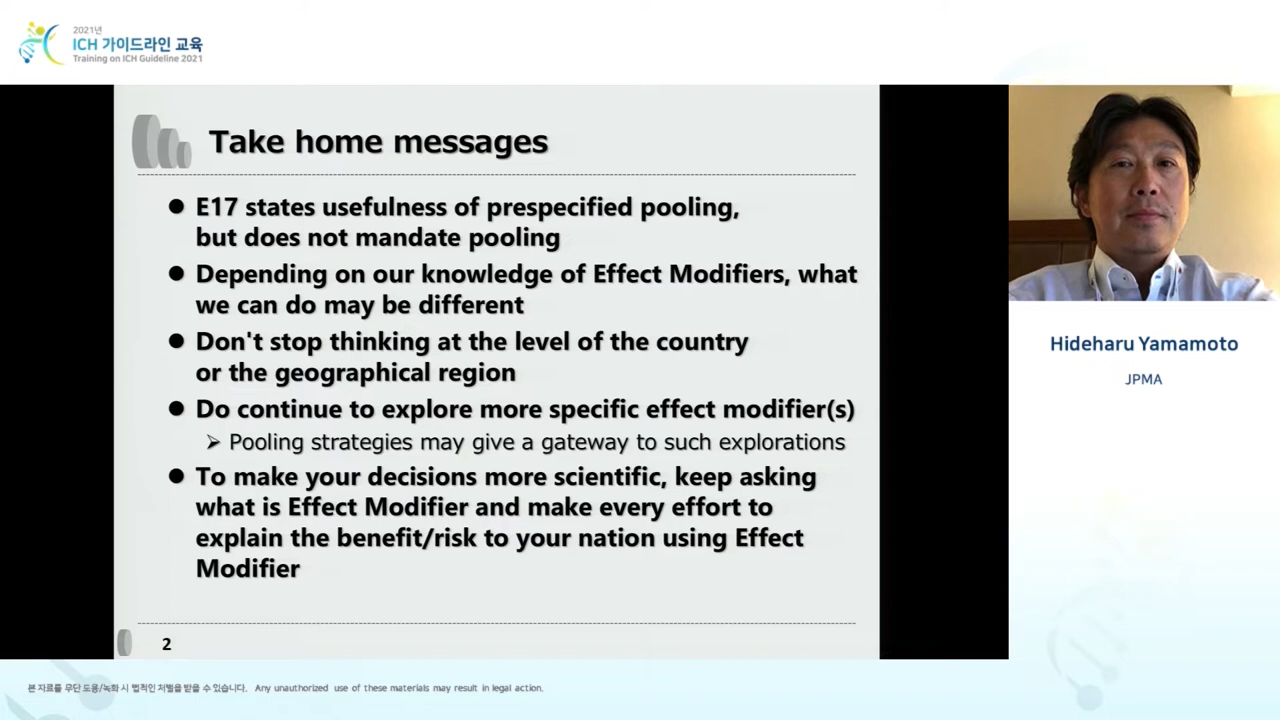 2021년
ICH 가이드라인 교육
Training on ICH Guideline 2021
Take home messages
E17 states usefulness of prespecified pooling,
but does not mandate pooling
Depending on our knowledge of Effect Modifiers, what
we can do may be different
Don't stop thinking at the level of the country
or the geographical region
Do continue to explore more specific effect modifier(s)
Pooling strategies may give a gateway to such explorations
To make your decisions more scientific, keep asking
what is Effect Modifier and make every effort to
explain the benefit/risk to your nation using Effect
Modifier
2
Hideharu Yamamoto
JPMA
본 자료를 무단 도용/녹화 시 법적인 처벌을 받을 수 있습니다. Any unauthorized use of these materials may result in legal action.